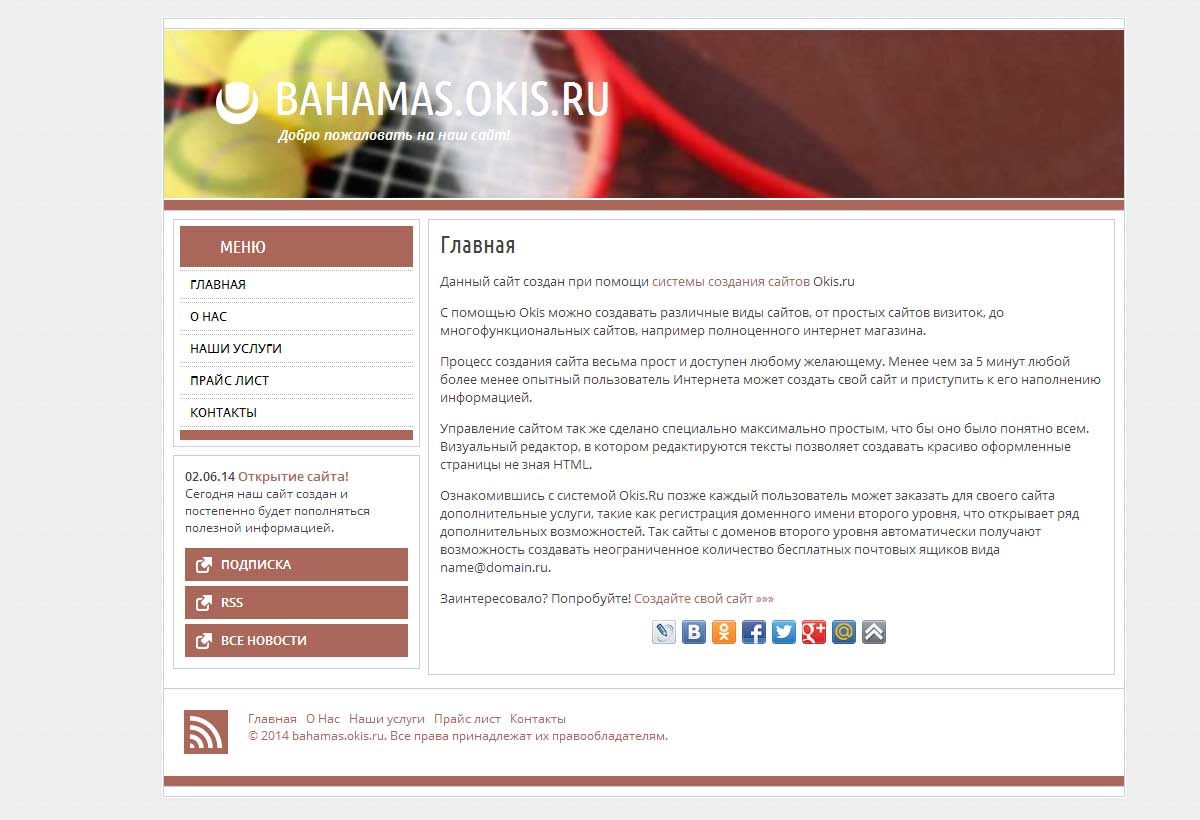 BAHAMAS.OKIS.RU
Добро пожаловать на наш сайт!
МЕНЮ
ГЛАВНАЯ
О НАС
НАШИ УСЛУГИ
ПРАЙС ЛИСТ
КОНТАКТЫ
02.06.14 Открытие сайта!
Сегодня наш сайт создан и
постепенно будет пополняться
полезной информацией.
ПОДПИСКА
RSS
ВСЕ НОВОСТИ
Главная
Данный сайт создан при помощи системы создания сайтов Okis.ru
С помощью Okis можно создавать различные виды сайтов, от простых сайтов визиток, до
многофункциональных сайтов, например полноценного интернет магазина.
Процесс создания сайта весьма прост и доступен любому желающему. Менее чем за 5 минут любой
более менее опытный пользователь Интернета может создать свой сайт и приступить к его наполнению
информацией.
Управление сайтом так же сделано специально максимально простым, что бы оно было понятно всем.
Визуальный редактор, в котором редактируются тексты позволяет создавать красиво оформленные
страницы не зная HTML.
Ознакомившись с системой Okis.Ru позже каждый пользователь может заказать для своего сайта
дополнительные услуги, такие как регистрация доменного имени второго уровня, что открывает ряд
дополнительных возможностей. Так сайты с доменов второго уровня автоматически получают
возможность создавать неограниченное количество бесплатных почтовых ящиков вида
name@domain.ru.
Заинтересовало? Попробуйте! Создайте свой сайт »»»
Главная О Нас Наши услуги Прайс лист Контакты
© 2014 bahamas.okis.ru. Все права принадлежат их правообладателям.